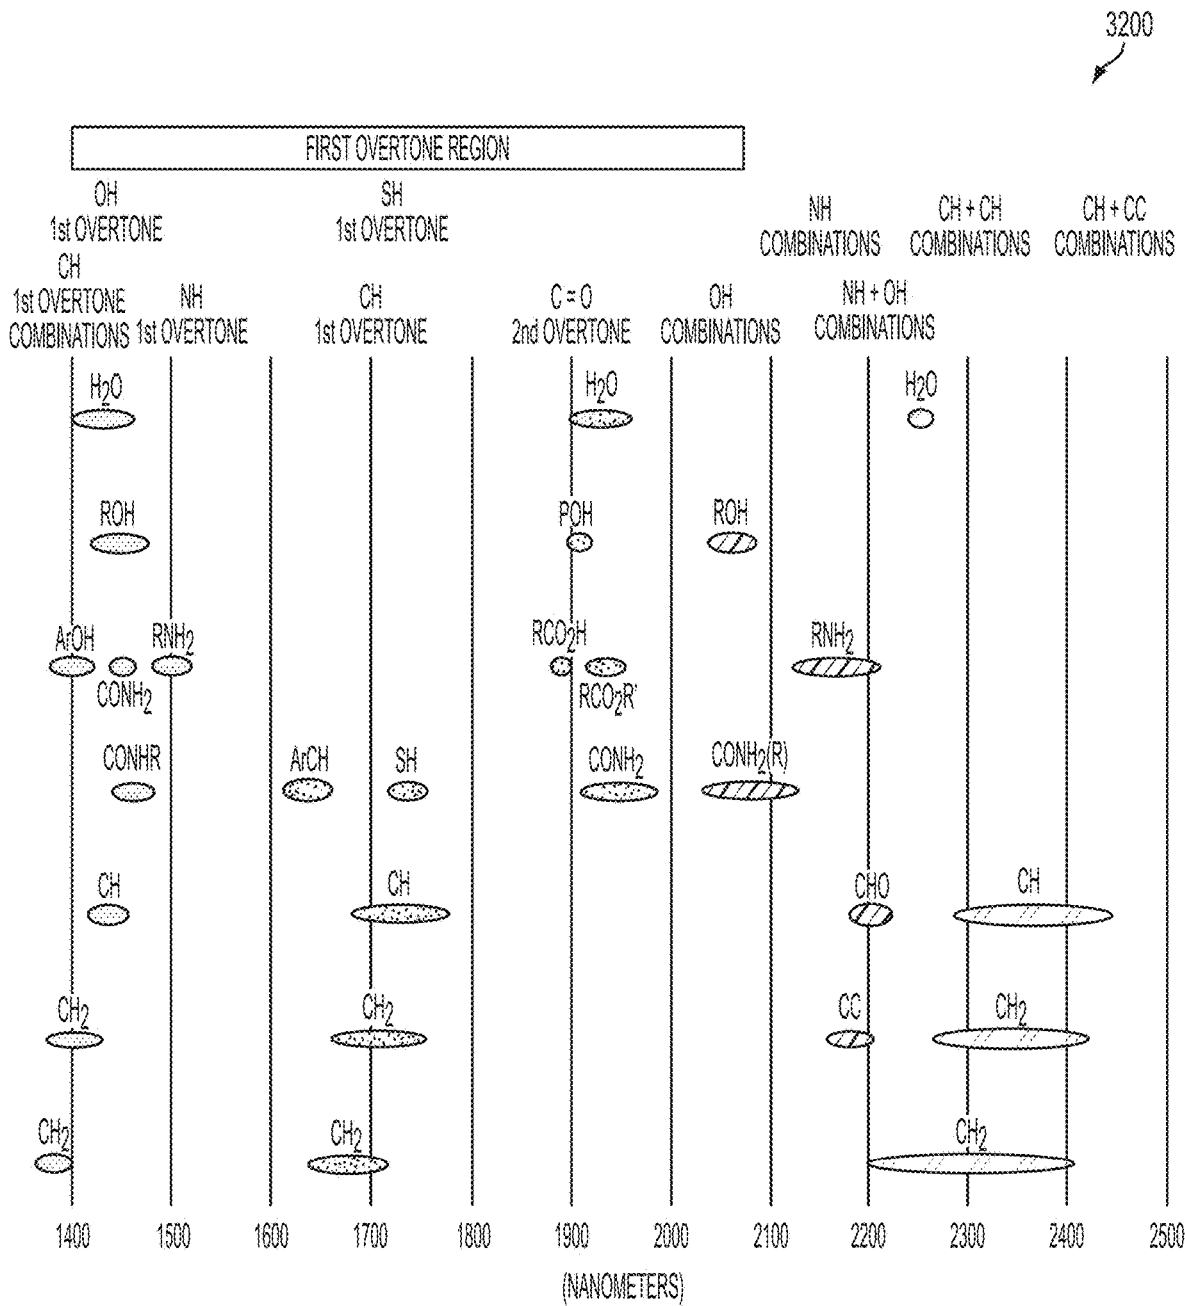 3200
FIRST OVERTONE REGION
OH
1st OVERTONE
SH
1st OVERTONE
NH
COMBINATIONS
CH + CH
COMBINATIONS
CH + CC
COMBINATIONS
CH
1st OVERTONE
COMBINATIONS
NH
1st OVERTONE
CH
1st OVERTONE
C = O
2nd OVERTONE
OH
COMBINATIONS
NH + OH
COMBINATIONS
H2O H2O H2O
ROH POH ROH
ArOH RNH2 RCO2H RNH2
CONH2 RCO2R'
CONHR ArCH SH CONH2 CONH2(R)
CH CH CHO CH
CH2 CH2 CC CH2
CH2 CH2 CH2
1400 1500 1600 1700 1800 1900 2000 2100 2200 2300 2400 2500
(NANOMETERS)